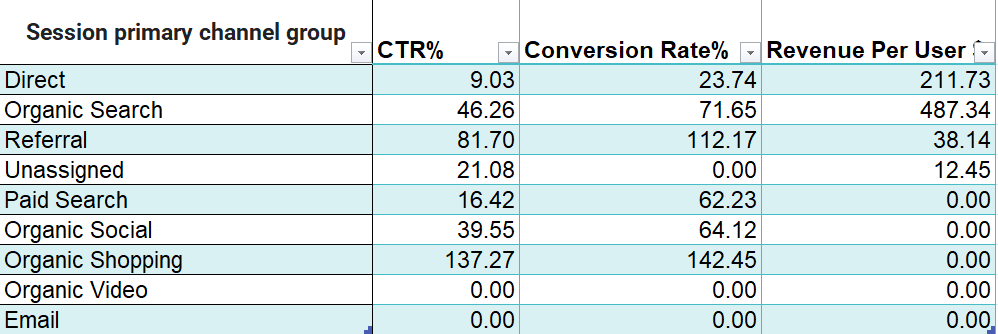 Session primary channel group CTR% Conversion Rate% Revenue Per User
Direct 9.03 23.74 211.73
Organic Search 46.26 71.65 487.34
Referral 81.70 112.17 38.14
Unassigned 21.08 0.00 12.45
Paid Search 16.42 62.23 0.00
Organic Social 39.55 64.12 0.00
Organic Shopping 137.27 142.45 0.00
Organic Video 0.00 0.00 0.00
Email 0.00 0.00 0.00